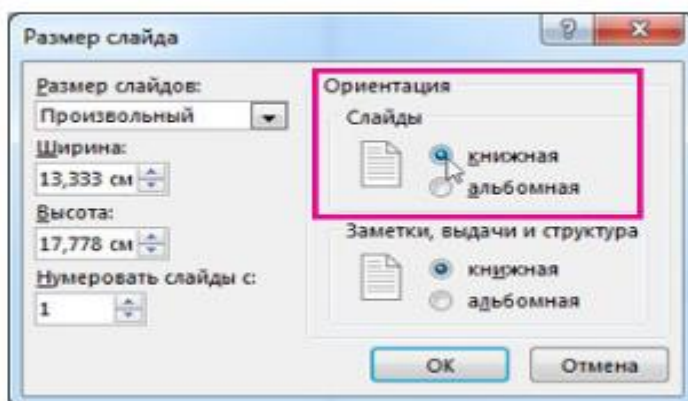 Размер слайда
Размер слайдов:
Произвольный
Ширина:
13,333 см
Высота:
17,778 см
Нумеровать слайды с:
1
Ориентация
Слайды
книжная
альбомная
Заметки, выдачи и структура
книжная
альбомная
ОК
Отмена